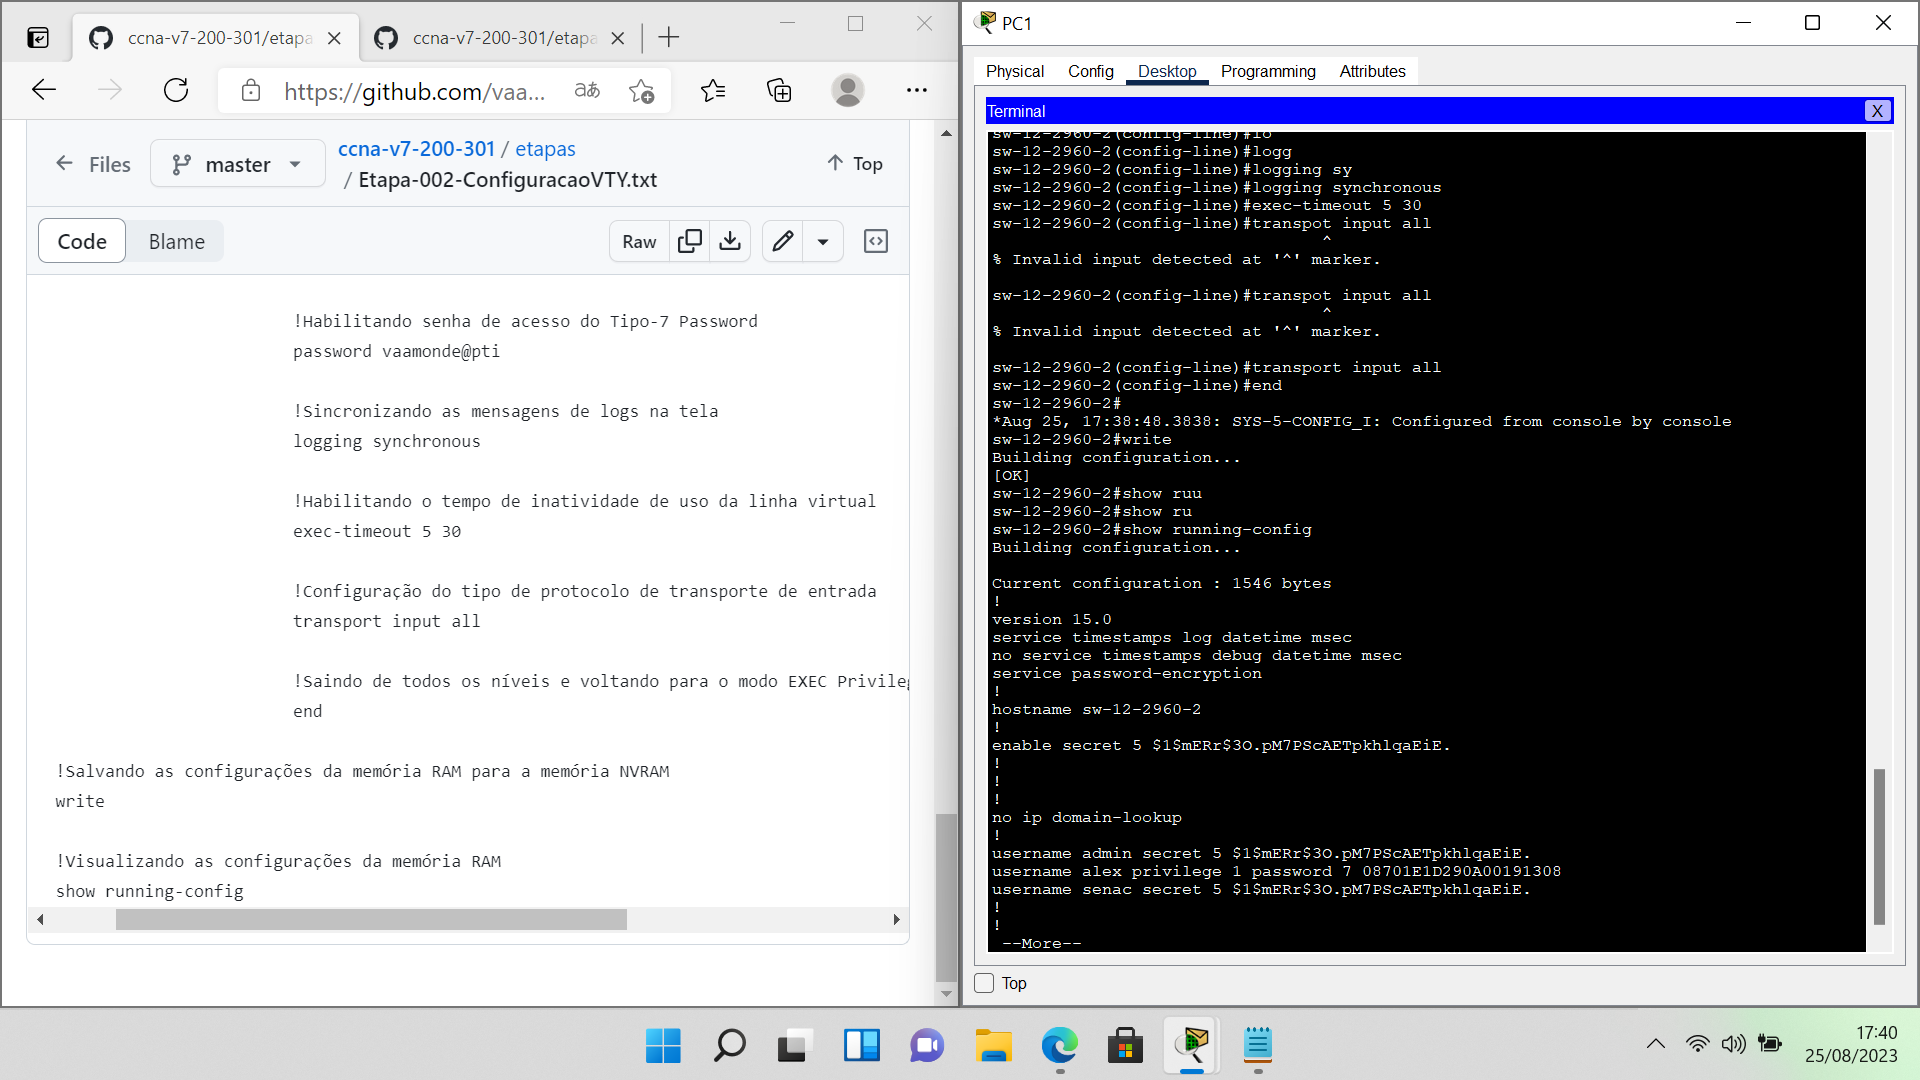 ccna-v7-200-301/etapa
ccna-v7-200-301/etapa
https://github.com/vaa...
Files
master
ccna-v7-200-301 / etapas
/ Etapa-002-ConfiguracaoVTY.txt
Top
Code
Blame
Raw
!Habilitando senha de acesso do Tipo-7 Password
password vaamonde@pti
!Sincronizando as mensagens de logs na tela
logging synchronous
!Habilitando o tempo de inatividade de uso da linha virtual
exec-timeout 5 30
!Configuração do tipo de protocolo de transporte de entrada
transport input all
!Saindo de todos os níveis e voltando para o modo EXEC Privileg
end
!Salvando as configurações da memória RAM para a memória NVRAM
write
!Visualizando as configurações da memória RAM
show running-config
PC1
Physical
Config
Desktop
Programming
Attributes
Terminal
X
sw-12-2960-2(config-line)#lo
sw-12-2960-2(config-line)#logg
sw-12-2960-2(config-line)#logging sy
sw-12-2960-2(config-line)#logging synchronous
sw-12-2960-2(config-line)#exec-timeout 5 30
sw-12-2960-2(config-line)#transpot input all
^
% Invalid input detected at '^' marker.
sw-12-2960-2(config-line)#transpot input all
^
% Invalid input detected at '^' marker.
sw-12-2960-2(config-line)#transport input all
sw-12-2960-2(config-line)#end
sw-12-2960-2#
*Aug 25, 17:38:48.3838: SYS-5-CONFIG_I: Configured from console by console
sw-12-2960-2#write
Building configuration...
[OK]
sw-12-2960-2#show ruu
sw-12-2960-2#show ru
sw-12-2960-2#show running-config
Building configuration...
Current configuration : 1546 bytes
!
version 15.0
service timestamps log datetime msec
no service timestamps debug datetime msec
service password-encryption
!
hostname sw-12-2960-2
!
enable secret 5 $1$mERr$3O.pM7PScAETpkhlqaEiE.
!
!
!
no ip domain-lookup
!
username admin secret 5 $1$mERr$3O.pM7PScAETpkhlqaEiE.
username alex privilege 1 password 7 08701E1D290A00191308
username senac secret 5 $1$mERr$3O.pM7PScAETpkhlqaEiE.
!
!
--More--
Top
17:40
25/08/2023